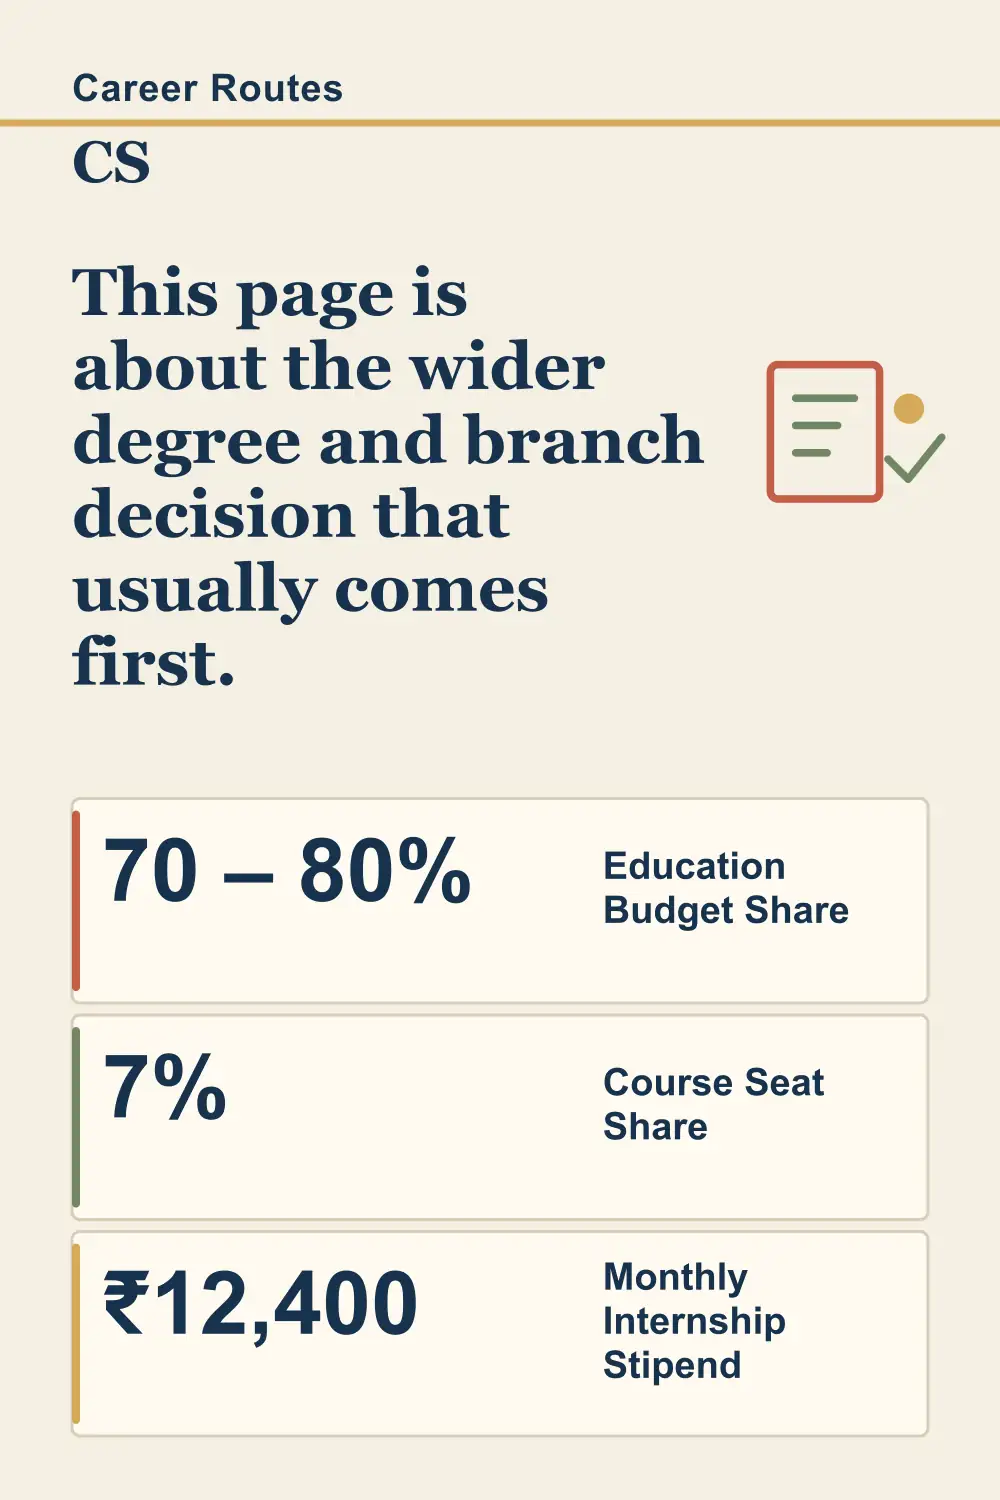 Career Routes
CS
This page is
about the wider
degree and branch
decision that
usually comes
first.
70 – 80%
Education
Budget Share
7%
Course Seat
Share
₹12,400
Monthly
Internship
Stipend